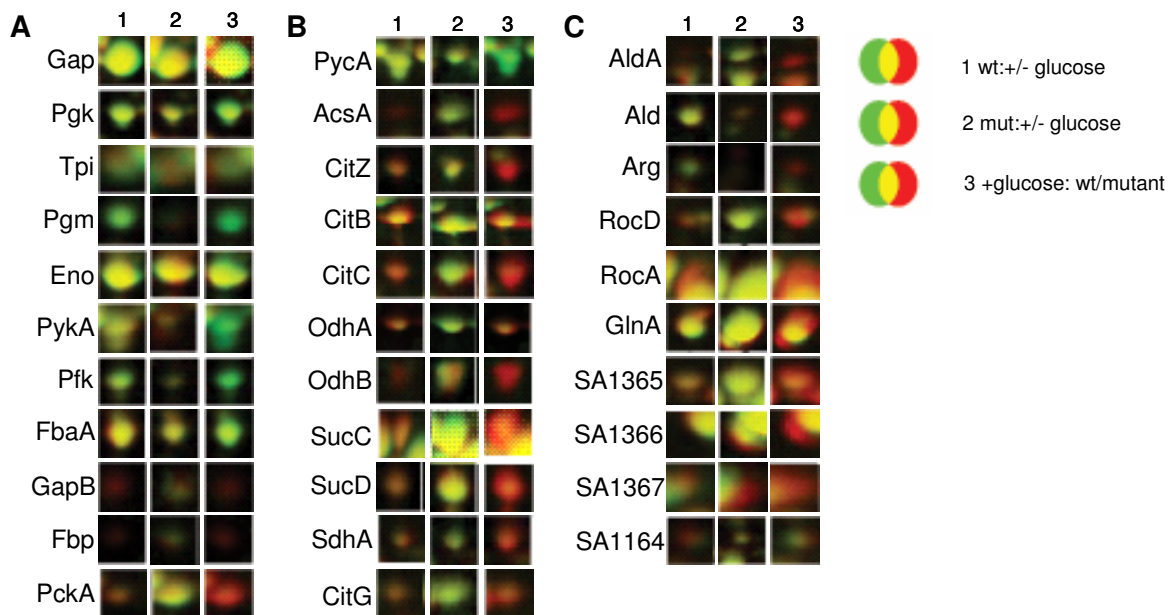 A
1 2 3
Gap
Pgk
Tpi
Pgm
Eno
PykA
Pfk
FbaA
GapB
Fbp
PckA
B
1 2 3
PycA
AcsA
CitZ
CitB
CitC
OdhA
OdhB
SucC
SucD
SdhA
CitG
C
1 2 3
AldA
Ald
Arg
RocD
RocA
GlnA
SA1365
SA1366
SA1367
SA1164
1 wt:+/- glucose
2 mut:+/- glucose
3 +glucose: wt/mutant